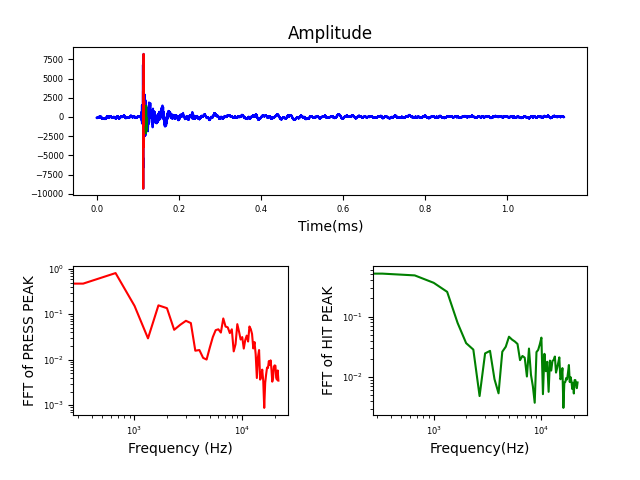 Amplitude
7500
5000
2500
0
−2500
−5000
−7500
−10000
0.0 0.2 0.4 0.6 0.8 1.0
Time(ms)
FFT of PRESS PEAK
10⁰
10⁻¹
10⁻²
10⁻³
10³ 10⁴
Frequency (Hz)
FFT of HIT PEAK
10⁻¹
10⁻²
10³ 10⁴
Frequency(Hz)